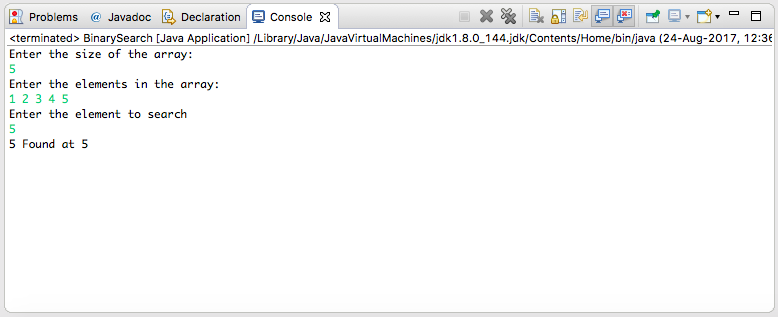 Problems @ Javadoc Declaration Console
<terminated> BinarySearch [Java Application] /Library/Java/JavaVirtualMachines/jdk1.8.0_144.jdk/Contents/Home/bin/java (24-Aug-2017, 12:36
Enter the size of the array:
5
Enter the elements in the array:
1 2 3 4 5
Enter the element to search
5
5 Found at 5